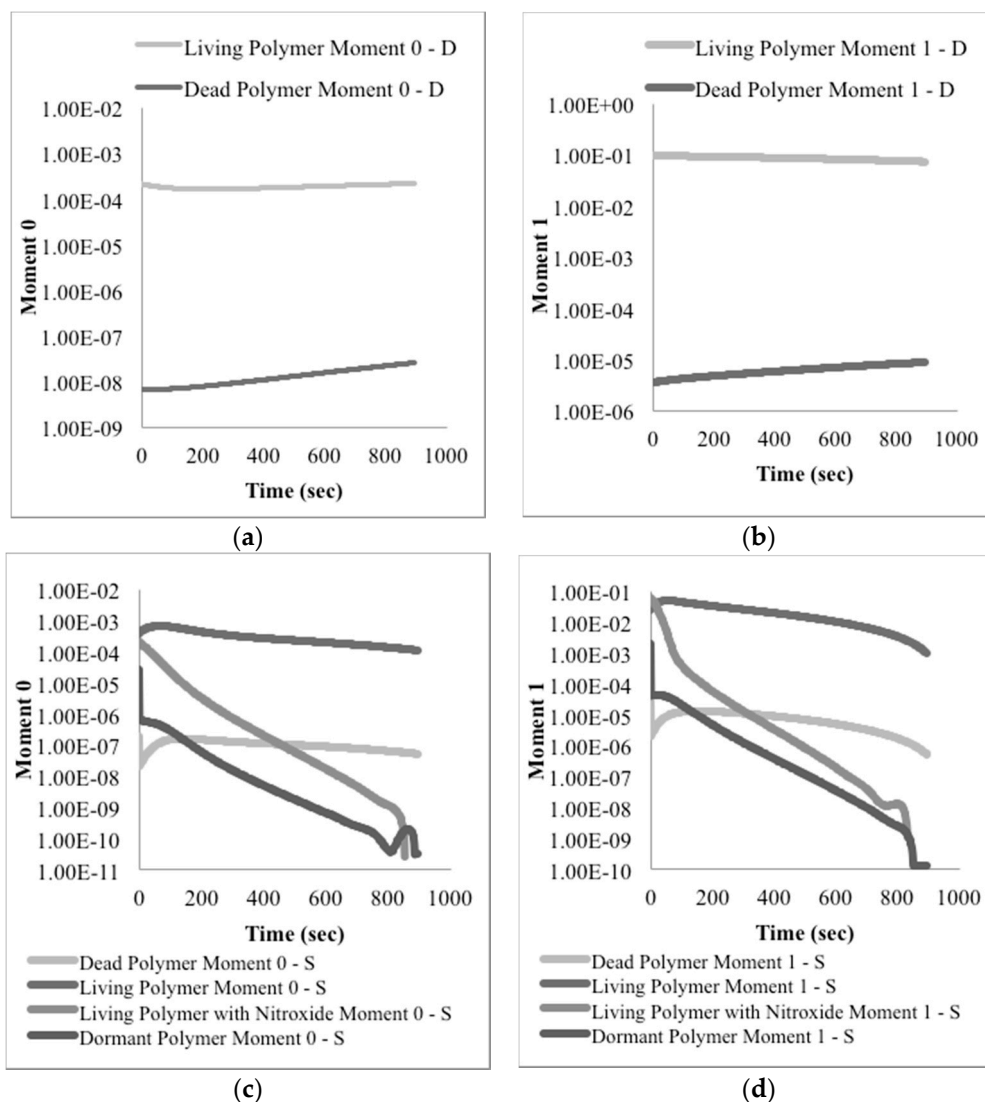 Living Polymer Moment 0 - D
Dead Polymer Moment 0 - D
1.00E-02
1.00E-03
1.00E-04
1.00E-05
1.00E-06
1.00E-07
1.00E-08
1.00E-09
Moment 0
0 200 400 600 800 1000
Time (sec)
(a)
Living Polymer Moment 1 - D
Dead Polymer Moment 1 - D
1.00E+00
1.00E-01
1.00E-02
1.00E-03
1.00E-04
1.00E-05
1.00E-06
Moment 1
0 200 400 600 800 1000
Time (sec)
(b)
1.00E-02
1.00E-03
1.00E-04
1.00E-05
1.00E-06
1.00E-07
1.00E-08
1.00E-09
1.00E-10
1.00E-11
Moment 0
0 200 400 600 800 1000
Time (sec)
Dead Polymer Moment 0 - S
Living Polymer Moment 0 - S
Living Polymer with Nitroxide Moment 0 - S
Dormant Polymer Moment 0 - S
(c)
1.00E-01
1.00E-02
1.00E-03
1.00E-04
1.00E-05
1.00E-06
1.00E-07
1.00E-08
1.00E-09
1.00E-10
Moment 1
0 200 400 600 800 1000
Time (sec)
Dead Polymer Moment 1 - S
Living Polymer Moment 1 - S
Living Polymer with Nitroxide Moment 1 - S
Dormant Polymer Moment 1 - S
(d)